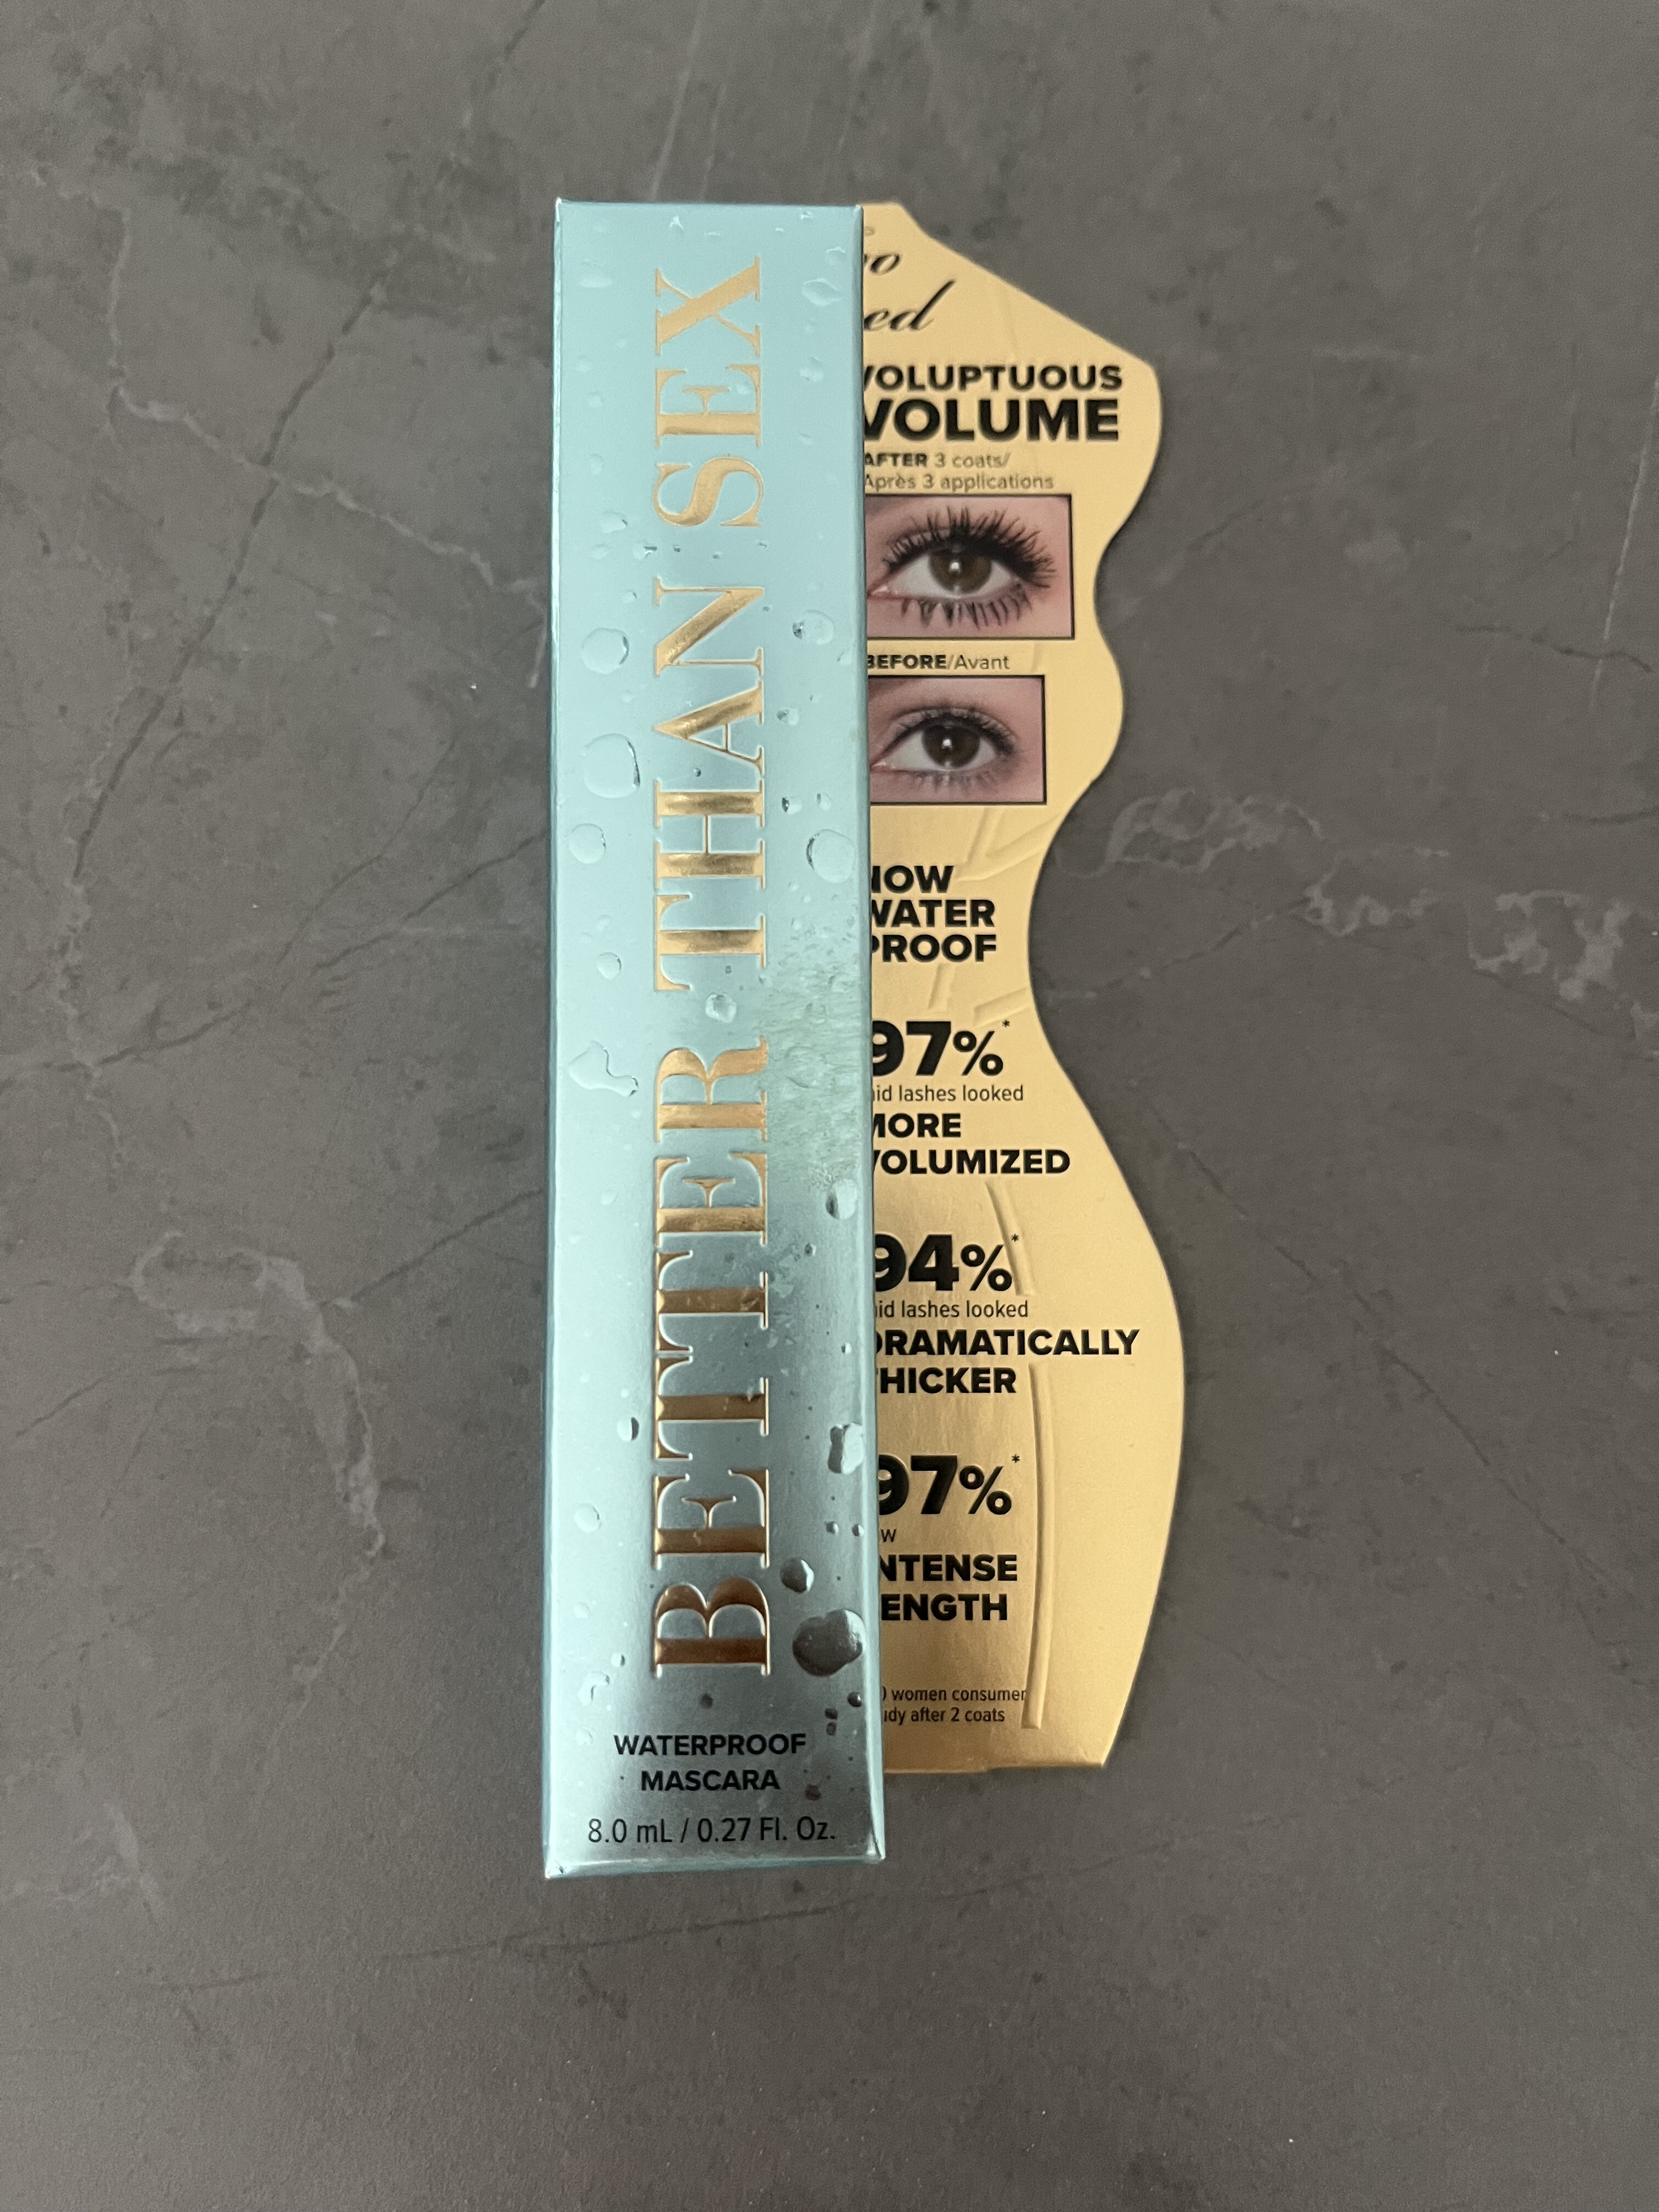 BETTER THAN SEX
WATERPROOF
MASCARA
8.0 mL / 0.27 Fl. Oz.
VOLUPTUOUS
VOLUME
AFTER 3 coats/
Après 3 applications
BEFORE/Avant
NOW
WATER
PROOF
97%*
lashes looked
MORE
VOLUMIZED
94%*
lashes looked
DRAMATICALLY
THICKER
97%*
INTENSE
LENGTH
women consumer
after 2 coats